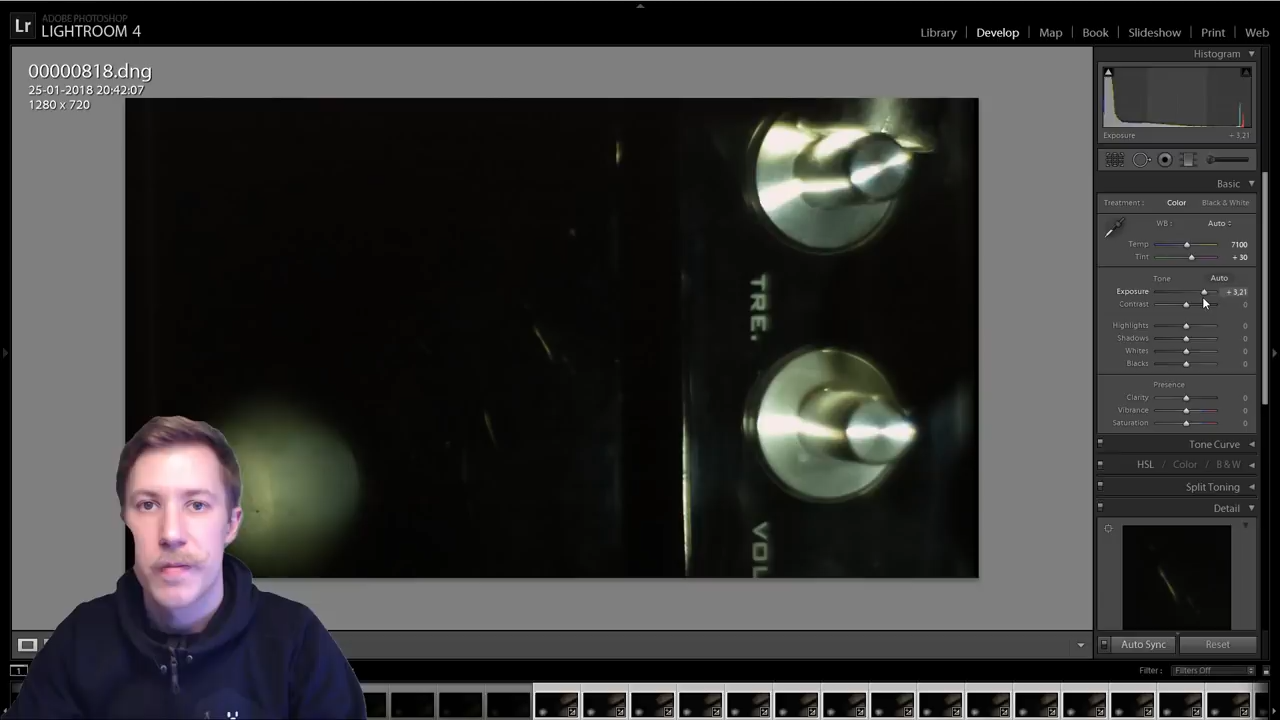 Lr ADOBE PHOTOSHOP
LIGHTROOM 4
Library Develop Map Book Slideshow Print Web
00000818.dng
25-01-2018 20:42:07
1280 x 720
Histogram
Exposure + 3,21
Basic
Treatment : Color Black & White
WB : Auto
Temp 7100
Tint + 30
Tone Auto
Exposure + 3,21
Contrast 0
Highlights 0
Shadows 0
Whites 0
Blacks 0
Presence
Clarity 0
Vibrance 0
Saturation 0
Tone Curve
HSL / Color / B & W
Split Toning
Detail
TRE.
VOL
Auto Sync Reset
1 Filter : Filters Off